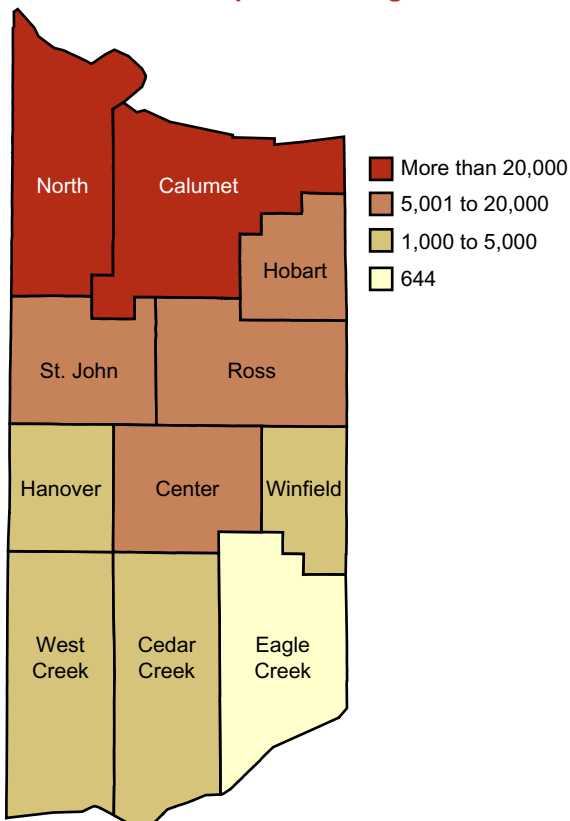 North
Calumet
More than 20,000
5,001 to 20,000
1,000 to 5,000
644
Hobart
St. John
Ross
Hanover
Center
Winfield
West
Creek
Cedar
Creek
Eagle
Creek